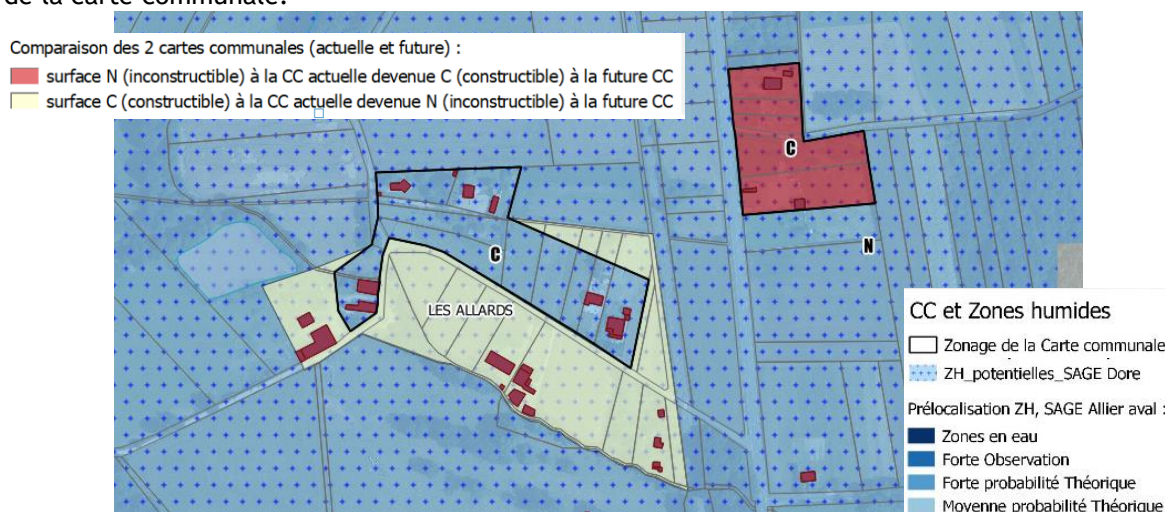 de la carte communale.
Comparaison des 2 cartes communales (actuelle et future) :
surface N (inconstructible) à la CC actuelle devenue C (constructible) à la future CC
surface C (constructible) à la CC actuelle devenue N (inconstructible) à la future CC
C
N
C
LES ALLARDS
CC et Zones humides
Zonage de la Carte communale
ZH_potentielles_SAGE Dore
Prélocalisation ZH, SAGE Allier aval :
Zones en eau
Forte Observation
Forte probabilité Théorique
Moyenne probabilité Théorique